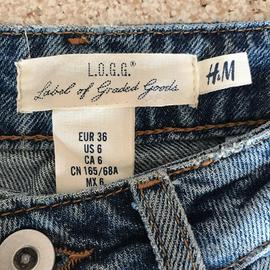 L.O.G.G.®
Label of Graded Goods
H&M
EUR 36
US 6
CA 6
CN 165/68A
MX 6